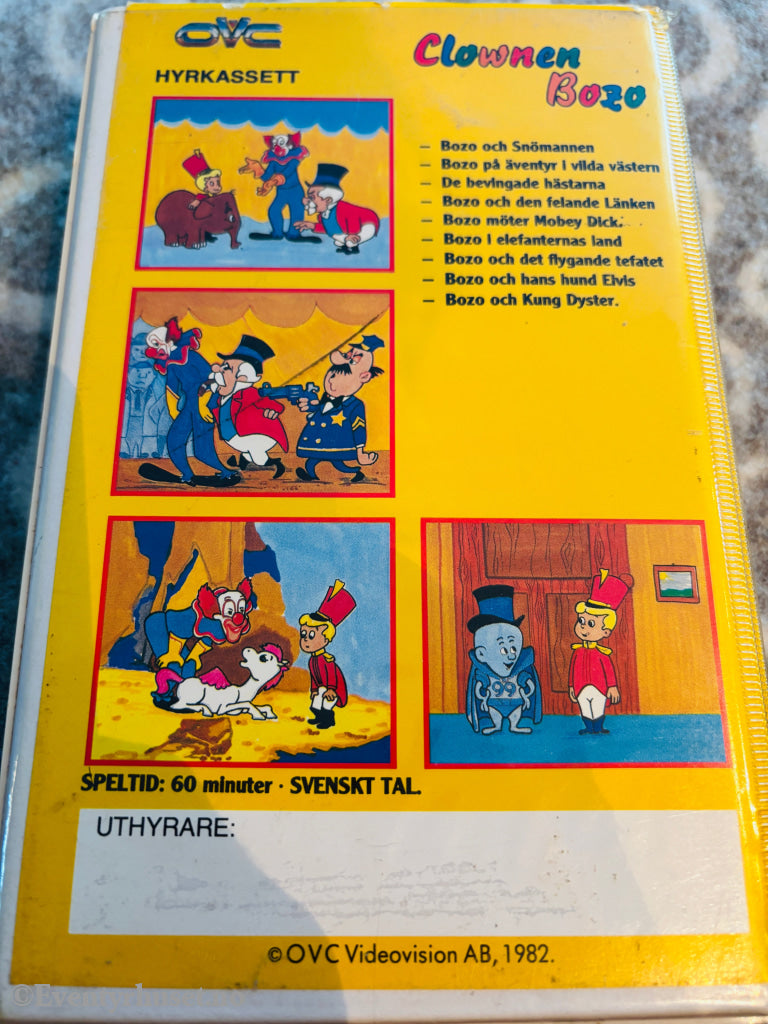 OVC
HYRKASSETT
Clownen
Bozo
– Bozo och Snömannen
– Bozo på äventyr i vilda västern
– De bevingade hästarna
– Bozo och den felande Länken
– Bozo möter Mobey Dick.
– Bozo i elefanternas land
– Bozo och det flygande tefatet
– Bozo och hans hund Elvis
– Bozo och Kung Dyster.
99
SPELTID: 60 minuter · SVENSKT TAL.
UTHYRARE:
© OVC Videovision AB, 1982.